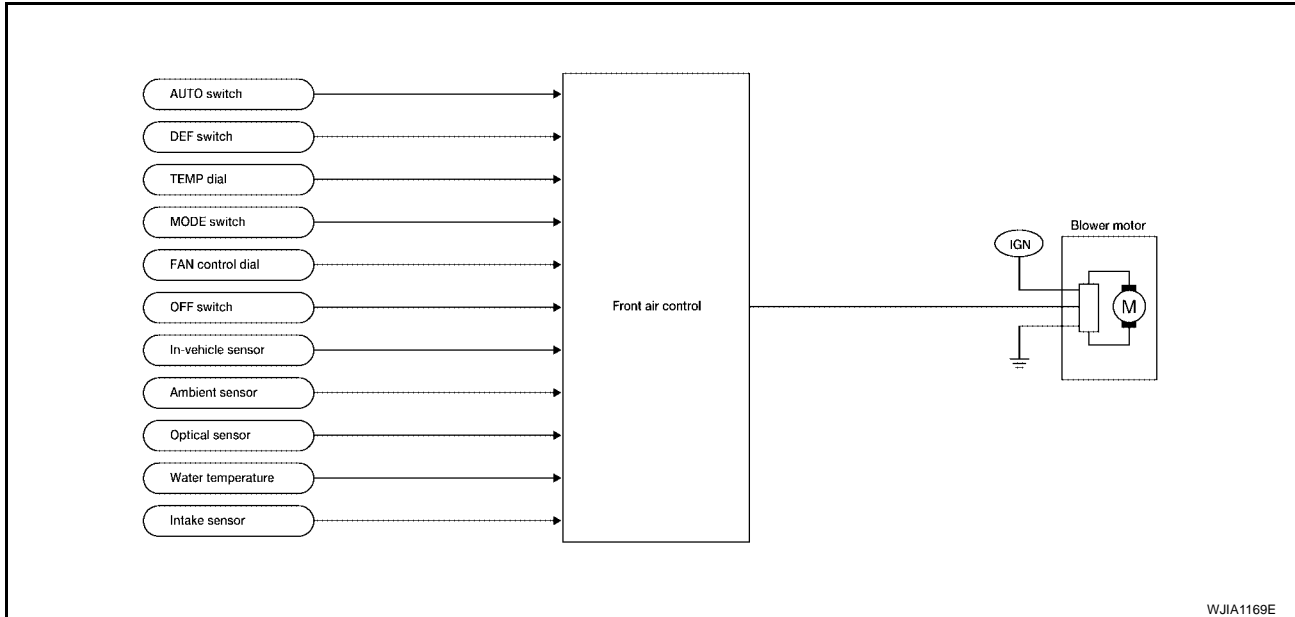 AUTO switch
DEF switch
TEMP dial
MODE switch
FAN control dial
OFF switch
In-vehicle sensor
Ambient sensor
Optical sensor
Water temperature
Intake sensor
Front air control
IGN
Blower motor
M
WJIA1169E